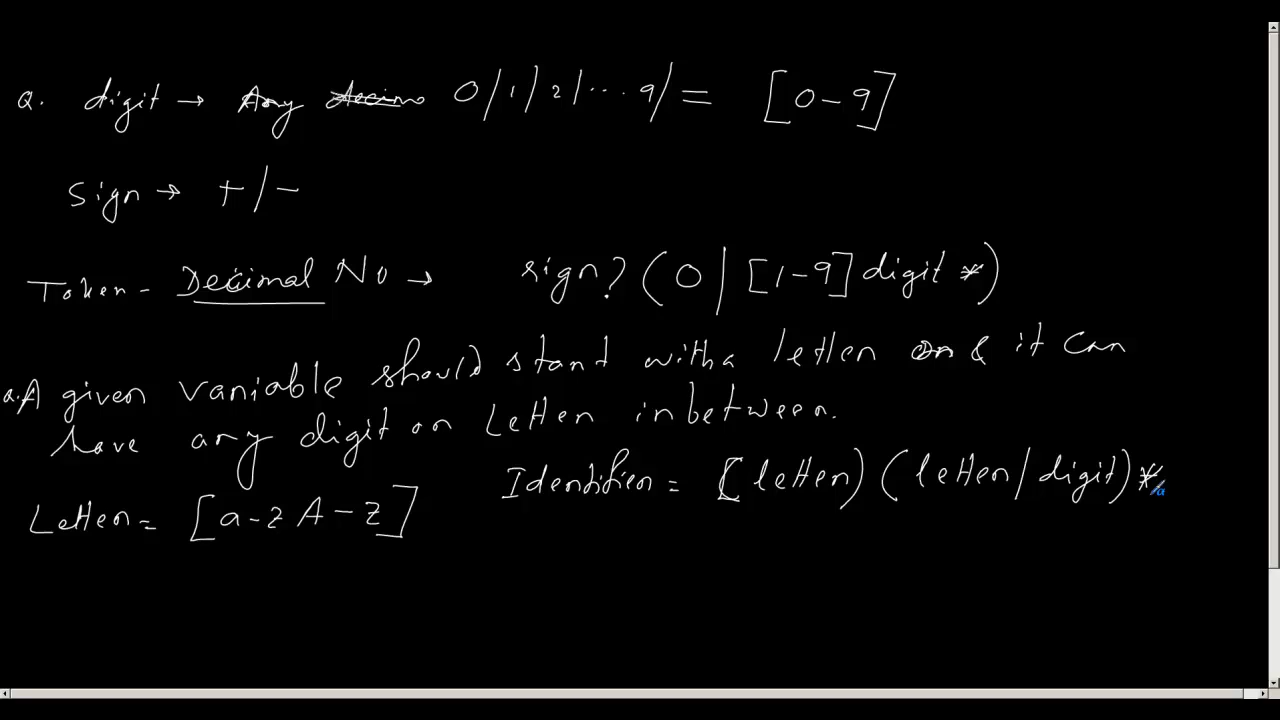 Q. digit → Any 0/1/2/...9/= [0-9]
Sign → +/-
Token - Decimal No → sign? (0 | [1-9] digit *)
Q. A given variable should start with a letter or & it can
have any digit or Letter inbetween.
Identifier = (letter) (letter/digit)*
Letter = [a-z A-Z]